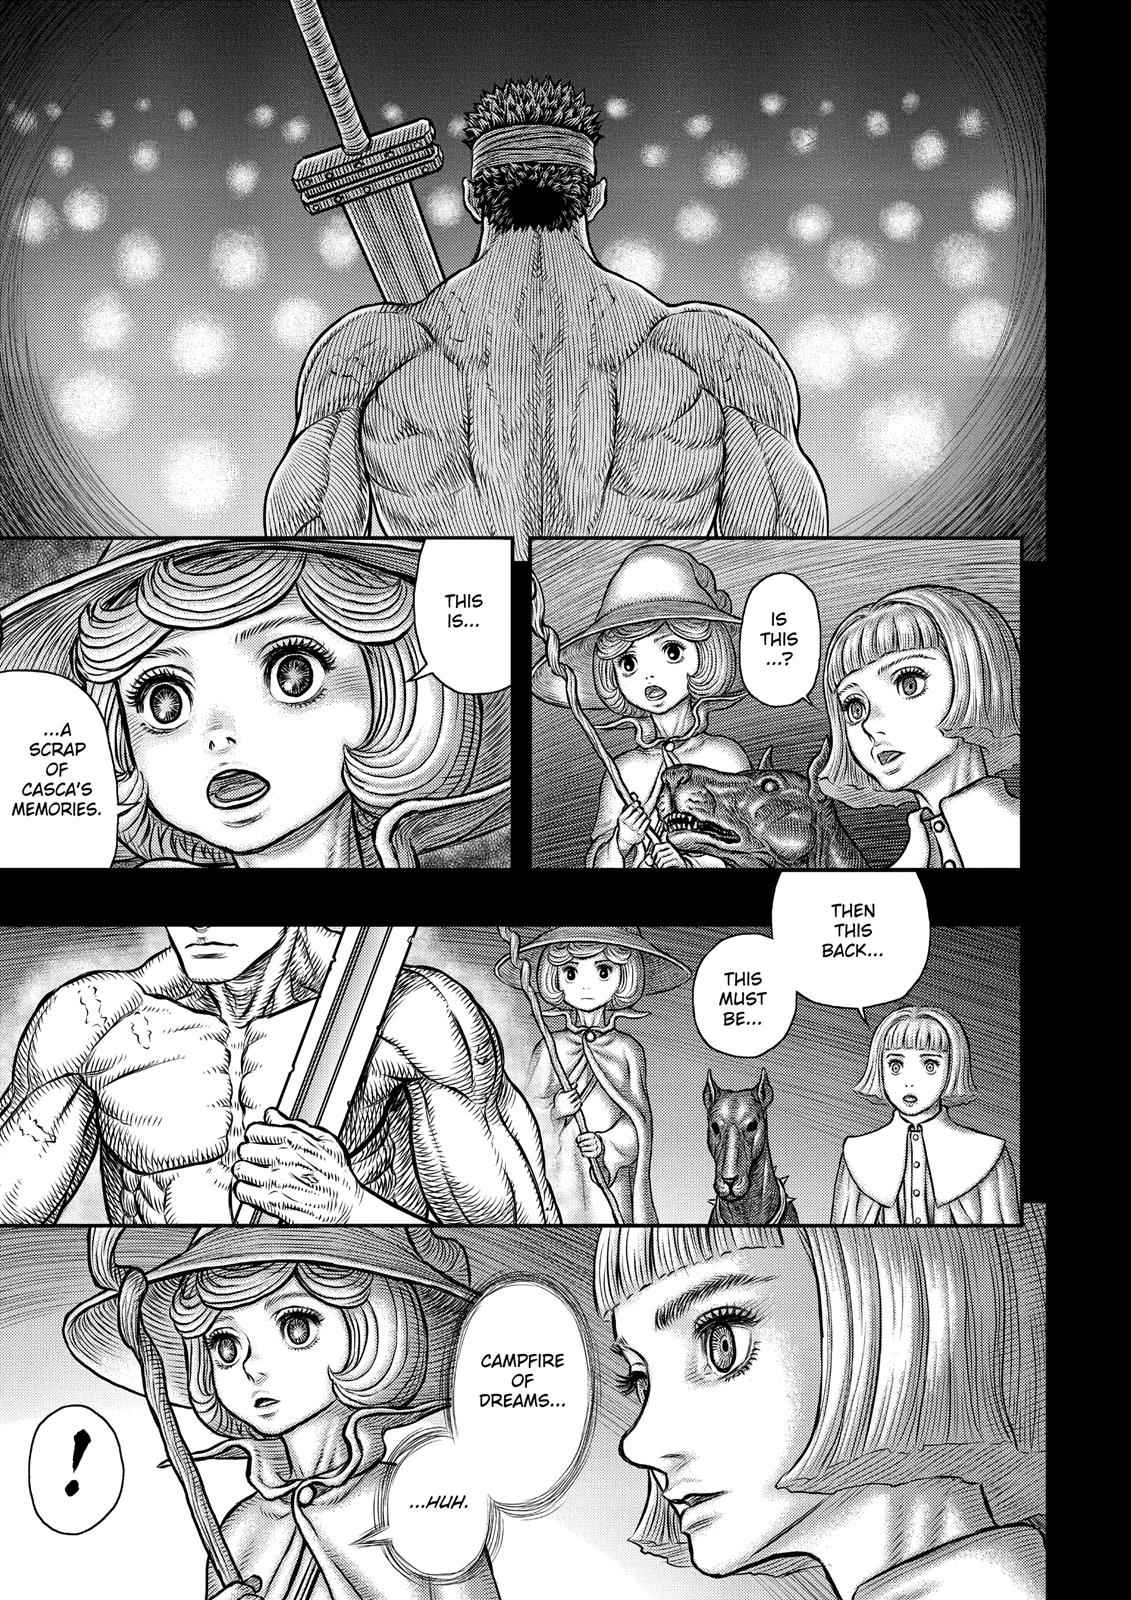 IS
THIS
...?
THIS
IS...
...A
SCRAP
OF
CASCA'S
MEMORIES.
THEN
THIS
BACK...
THIS
MUST
BE...
CAMPFIRE
OF
DREAMS...
...HUH.
!